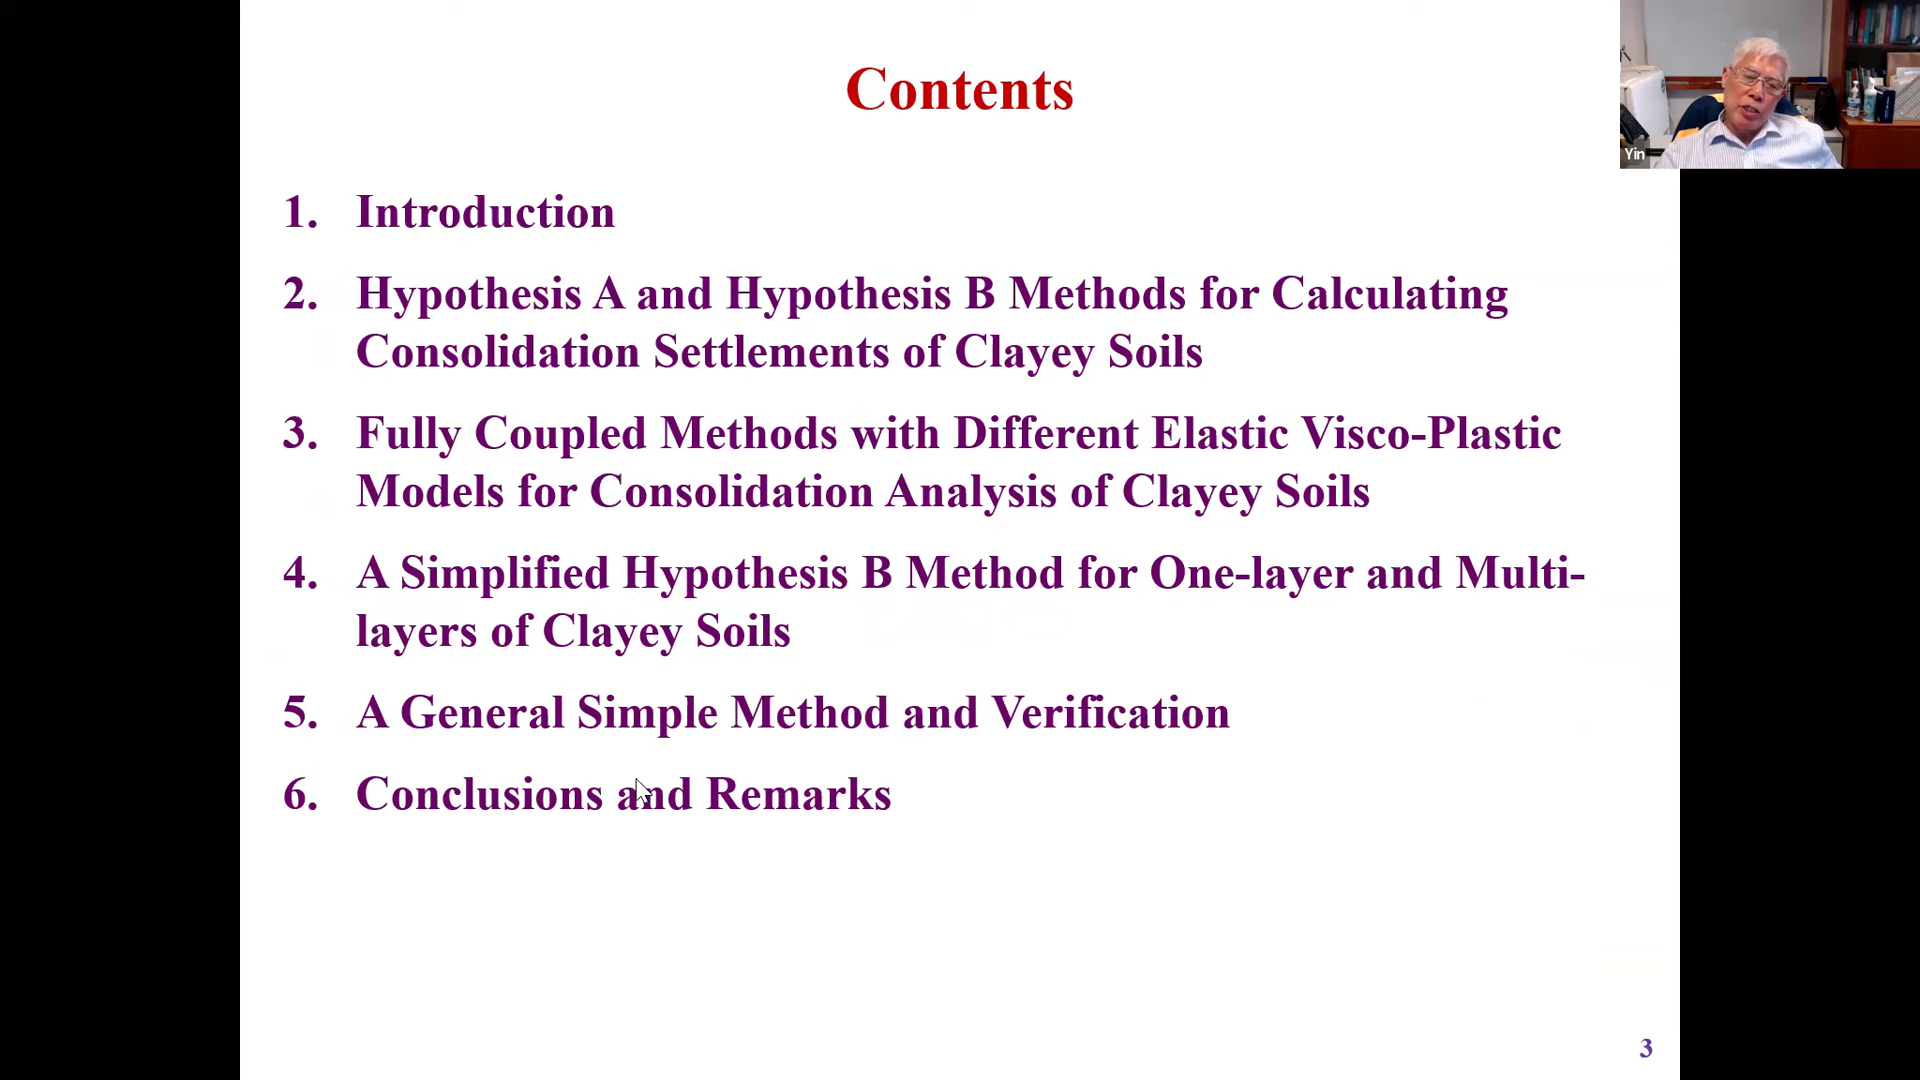 Contents
Yin
1. Introduction
2. Hypothesis A and Hypothesis B Methods for Calculating
Consolidation Settlements of Clayey Soils
3. Fully Coupled Methods with Different Elastic Visco-Plastic
Models for Consolidation Analysis of Clayey Soils
4. A Simplified Hypothesis B Method for One-layer and Multi-
layers of Clayey Soils
5. A General Simple Method and Verification
6. Conclusions and Remarks
3